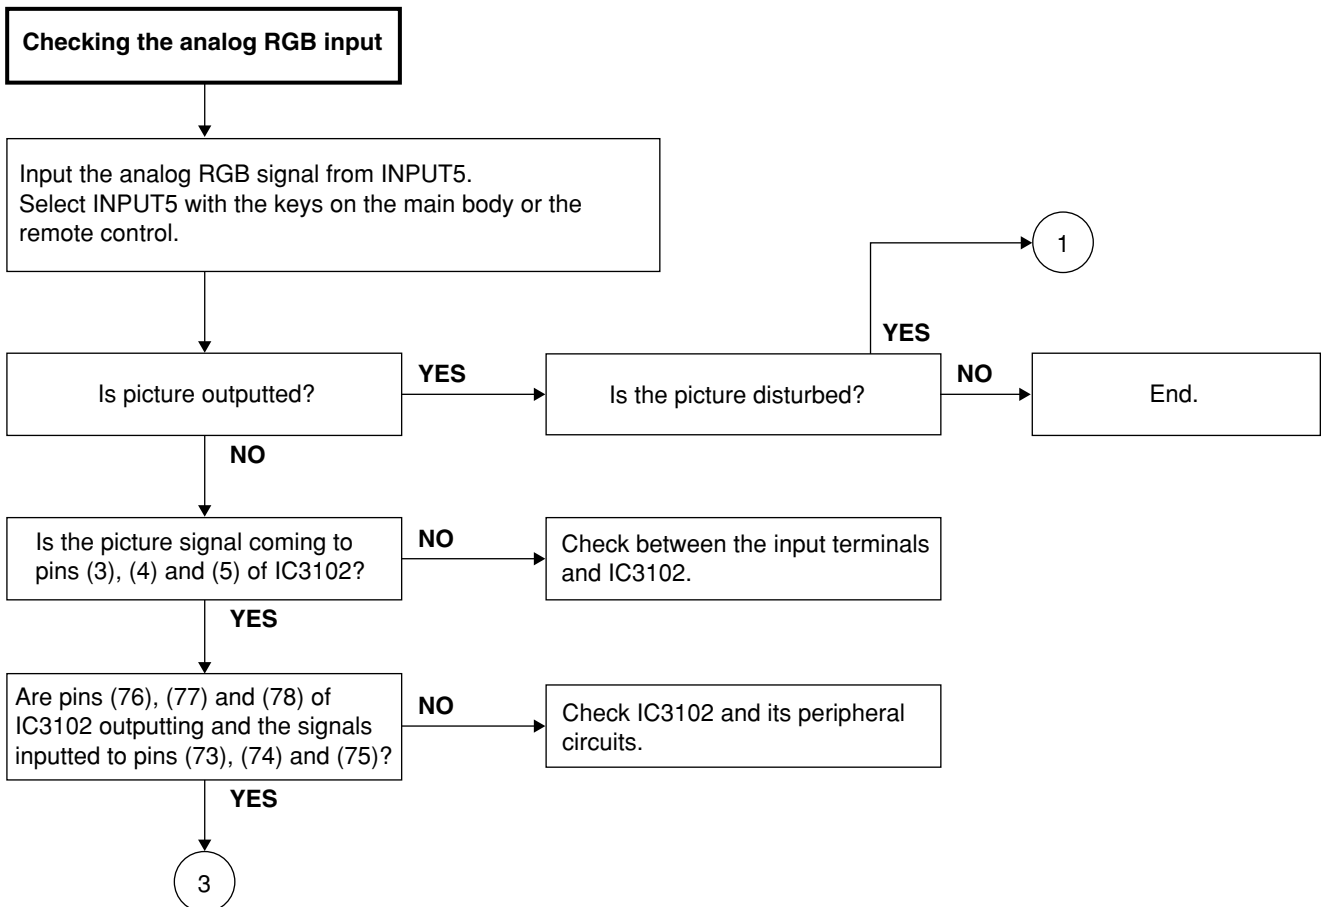 Checking the analog RGB input
Input the analog RGB signal from INPUT5.
Select INPUT5 with the keys on the main body or the
remote control.
1
YES
Is picture outputted?
YES
Is the picture disturbed?
NO
End.
NO
Is the picture signal coming to
pins (3), (4) and (5) of IC3102?
NO
Check between the input terminals
and IC3102.
YES
Are pins (76), (77) and (78) of
IC3102 outputting and the signals
inputted to pins (73), (74) and (75)?
NO
Check IC3102 and its peripheral
circuits.
YES
3